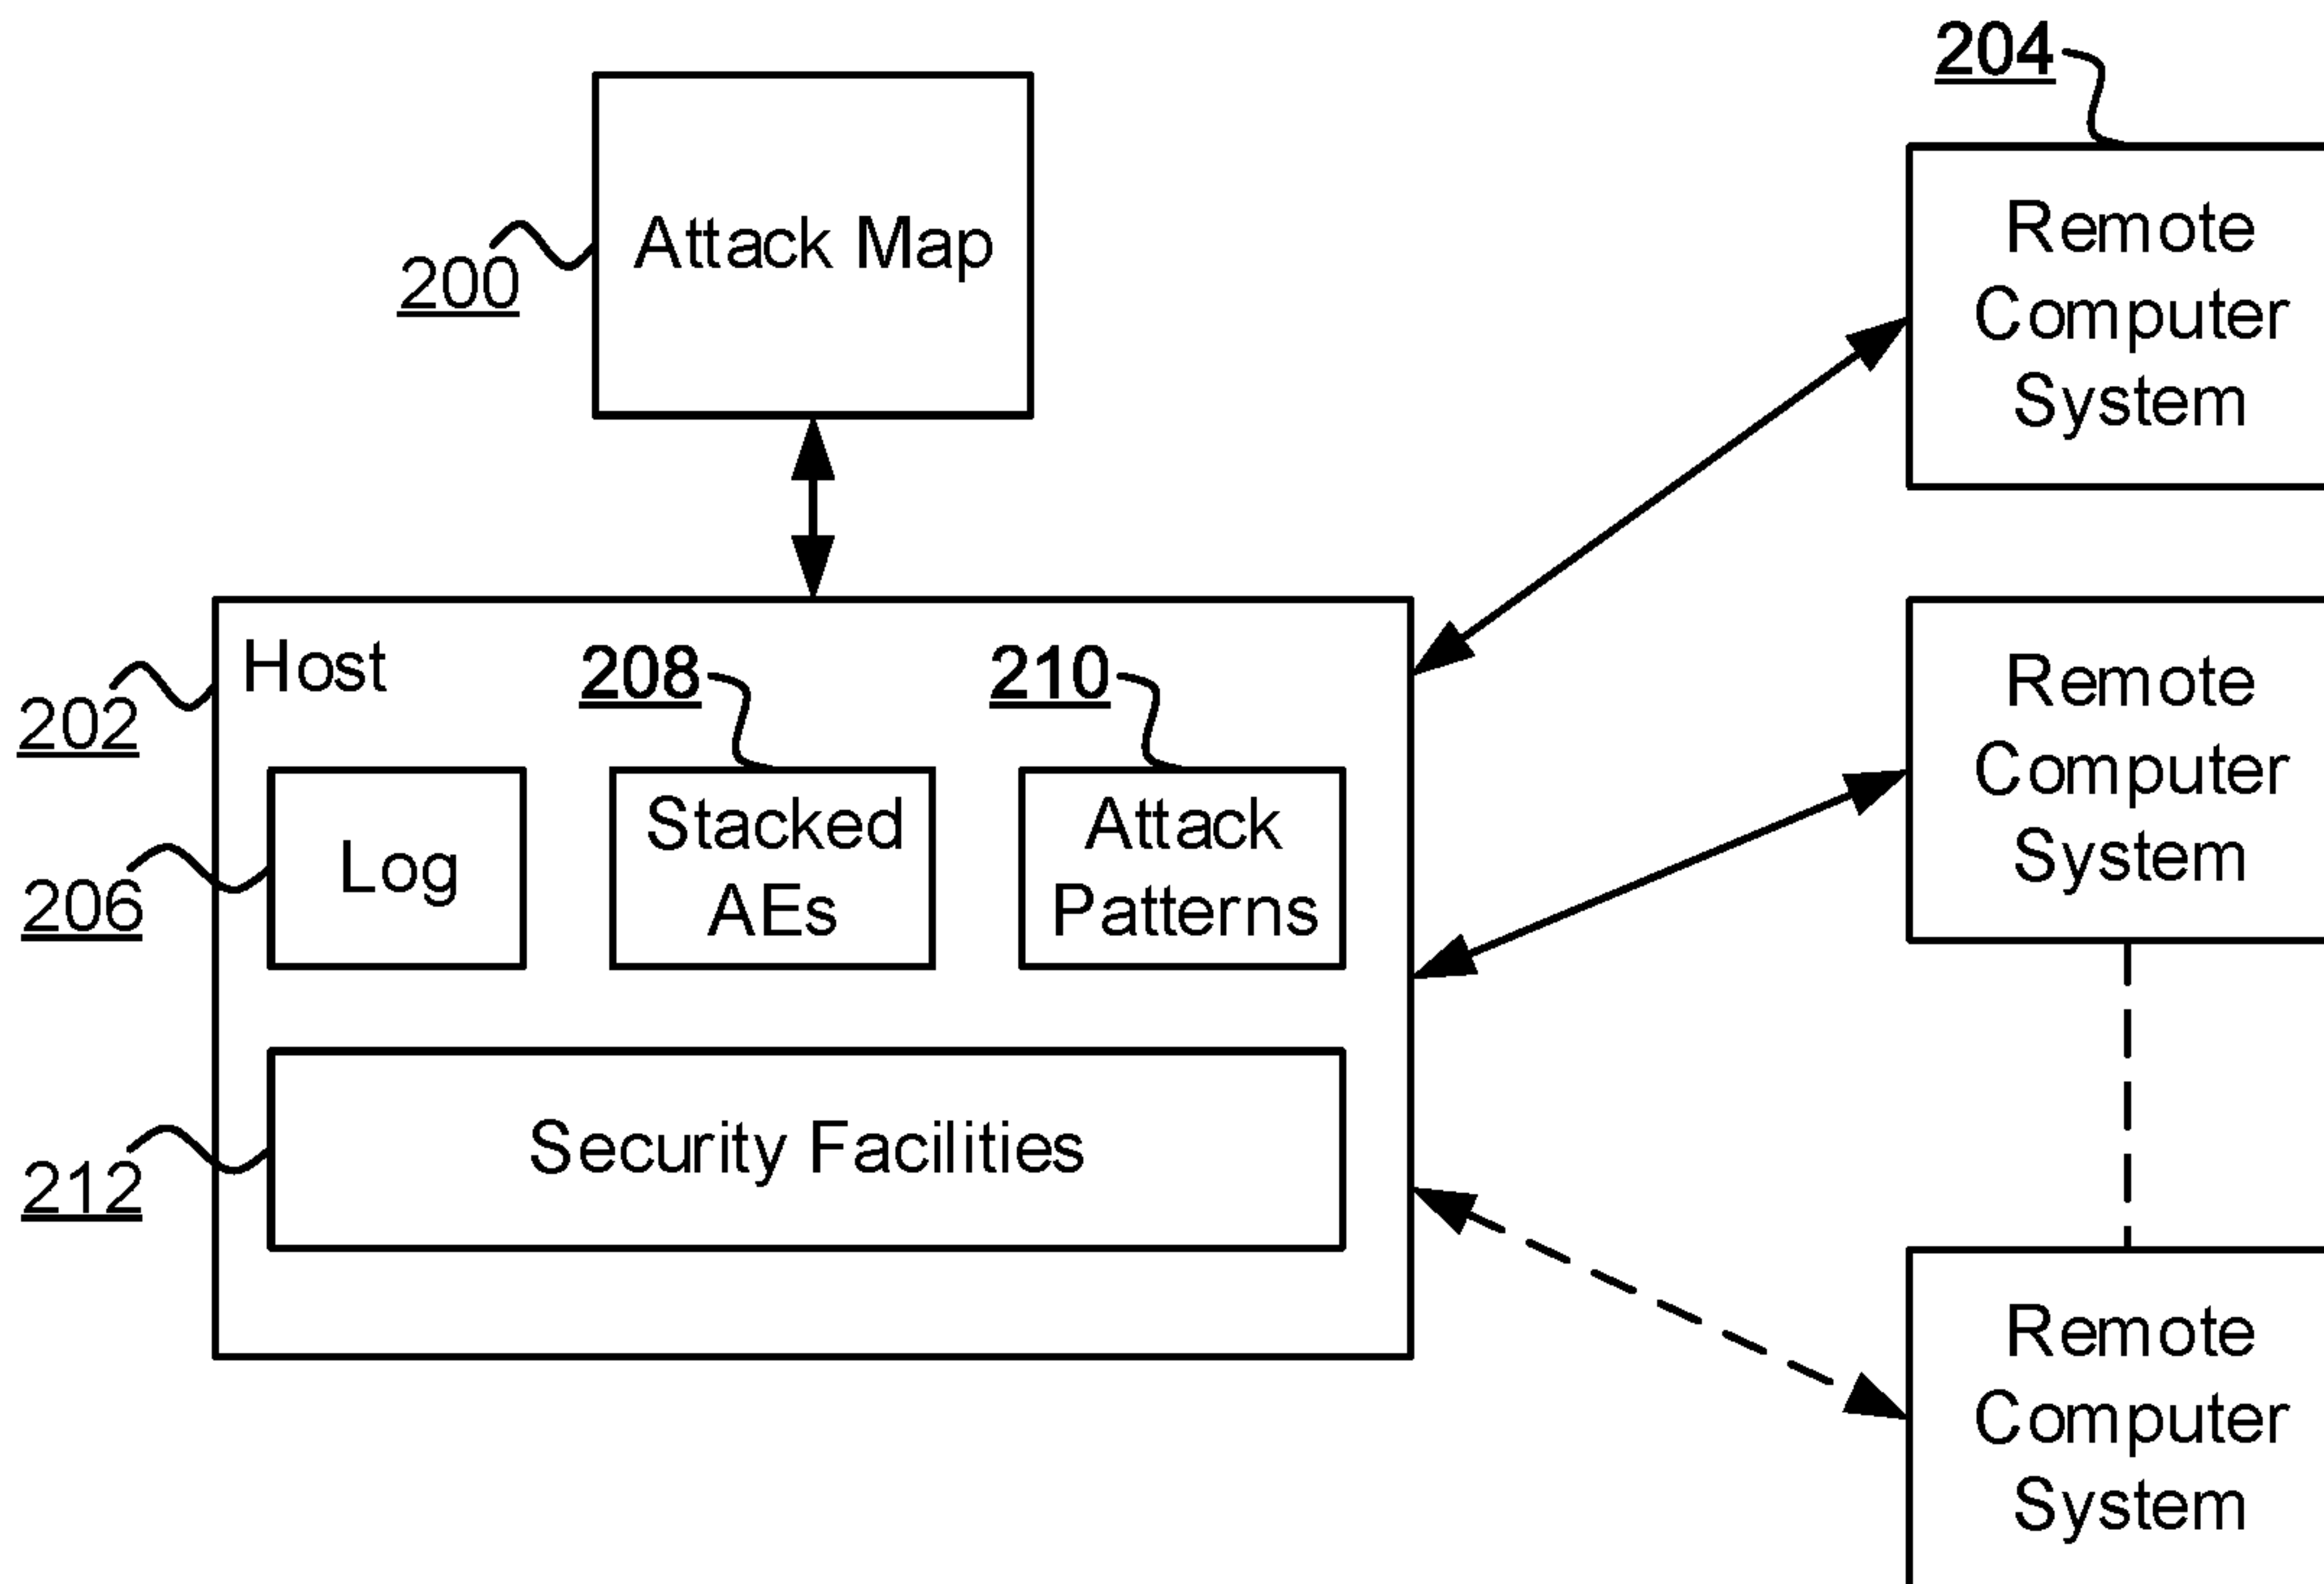 204
Attack Map
200
Remote
Computer
System
Host
208
210
202
Log
Stacked
AEs
Attack
Patterns
206
Remote
Computer
System
Security Facilities
212
Remote
Computer
System